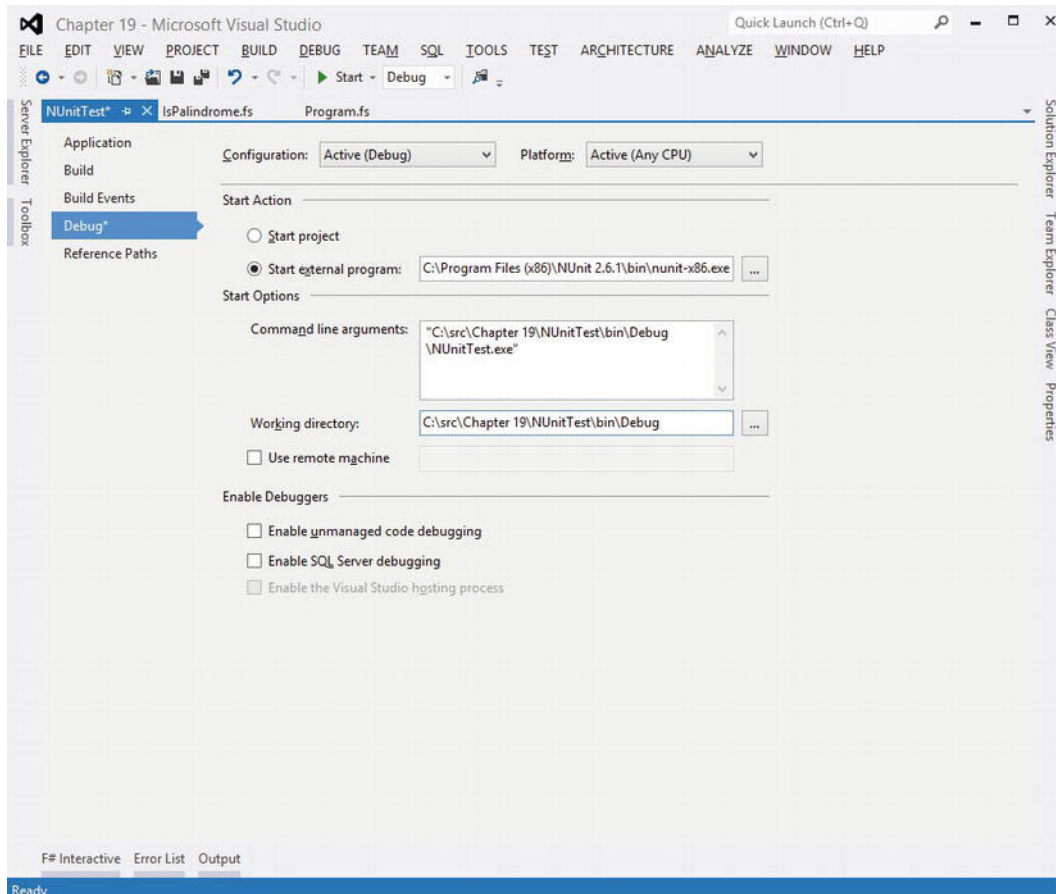 Chapter 19 - Microsoft Visual Studio
Quick Launch (Ctrl+Q)
FILE EDIT VIEW PROJECT BUILD DEBUG TEAM SQL TOOLS TEST ARCHITECTURE ANALYZE WINDOW HELP
Start Debug
Server Explorer
Toolbox
NUnitTest* IsPalindrome.fs Program.fs
Application
Build
Build Events
Debug*
Reference Paths
Configuration: Active (Debug) Platform: Active (Any CPU)
Start Action
Start project
Start external program: C:\Program Files (x86)\NUnit 2.6.1\bin\nunit-x86.exe ...
Start Options
Command line arguments: "C:\src\Chapter 19\NUnitTest\bin\Debug
\NUnitTest.exe"
Working directory: C:\src\Chapter 19\NUnitTest\bin\Debug ...
Use remote machine
Enable Debuggers
Enable unmanaged code debugging
Enable SQL Server debugging
Enable the Visual Studio hosting process
Solution Explorer
Team Explorer
Class View
Properties
F# Interactive Error List Output
Ready